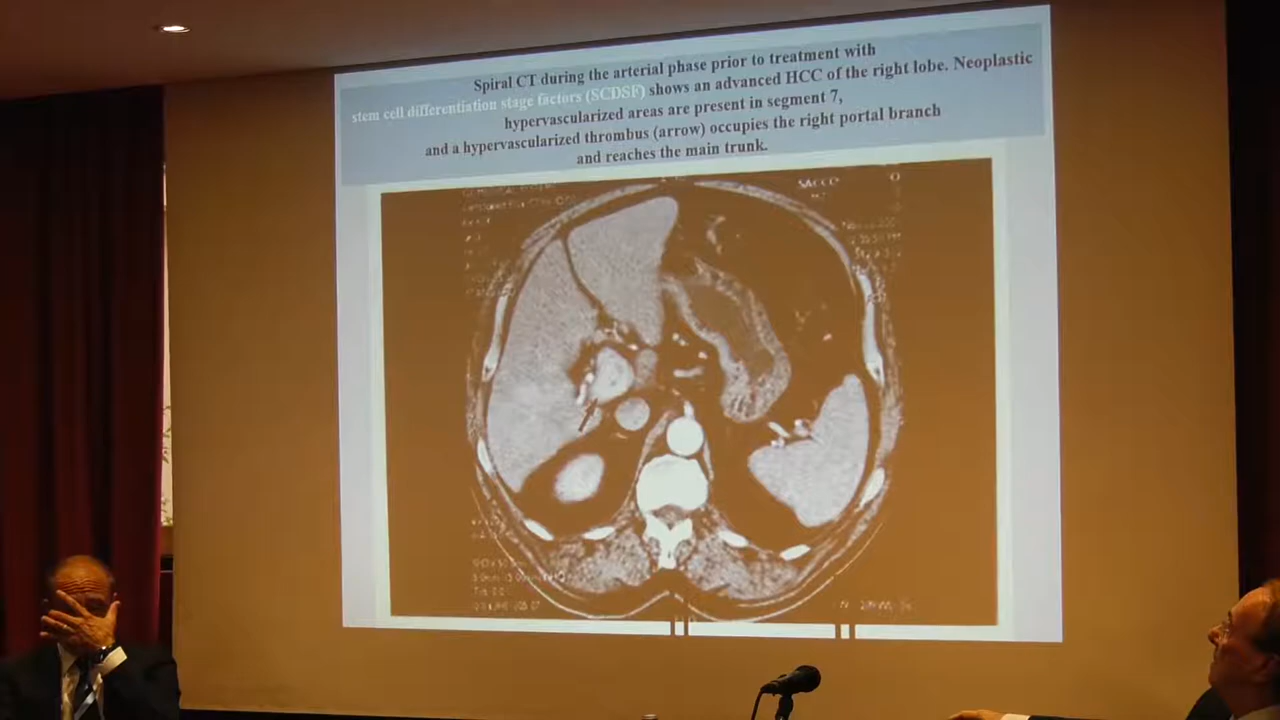 Spiral CT during the arterial phase prior to treatment with
stem cell differentiation stage factors (SCDSF) shows an advanced HCC of the right lobe. Neoplastic
hypervascularized areas are present in segment 7,
and a hypervascularized thrombus (arrow) occupies the right portal branch
and reaches the main trunk.